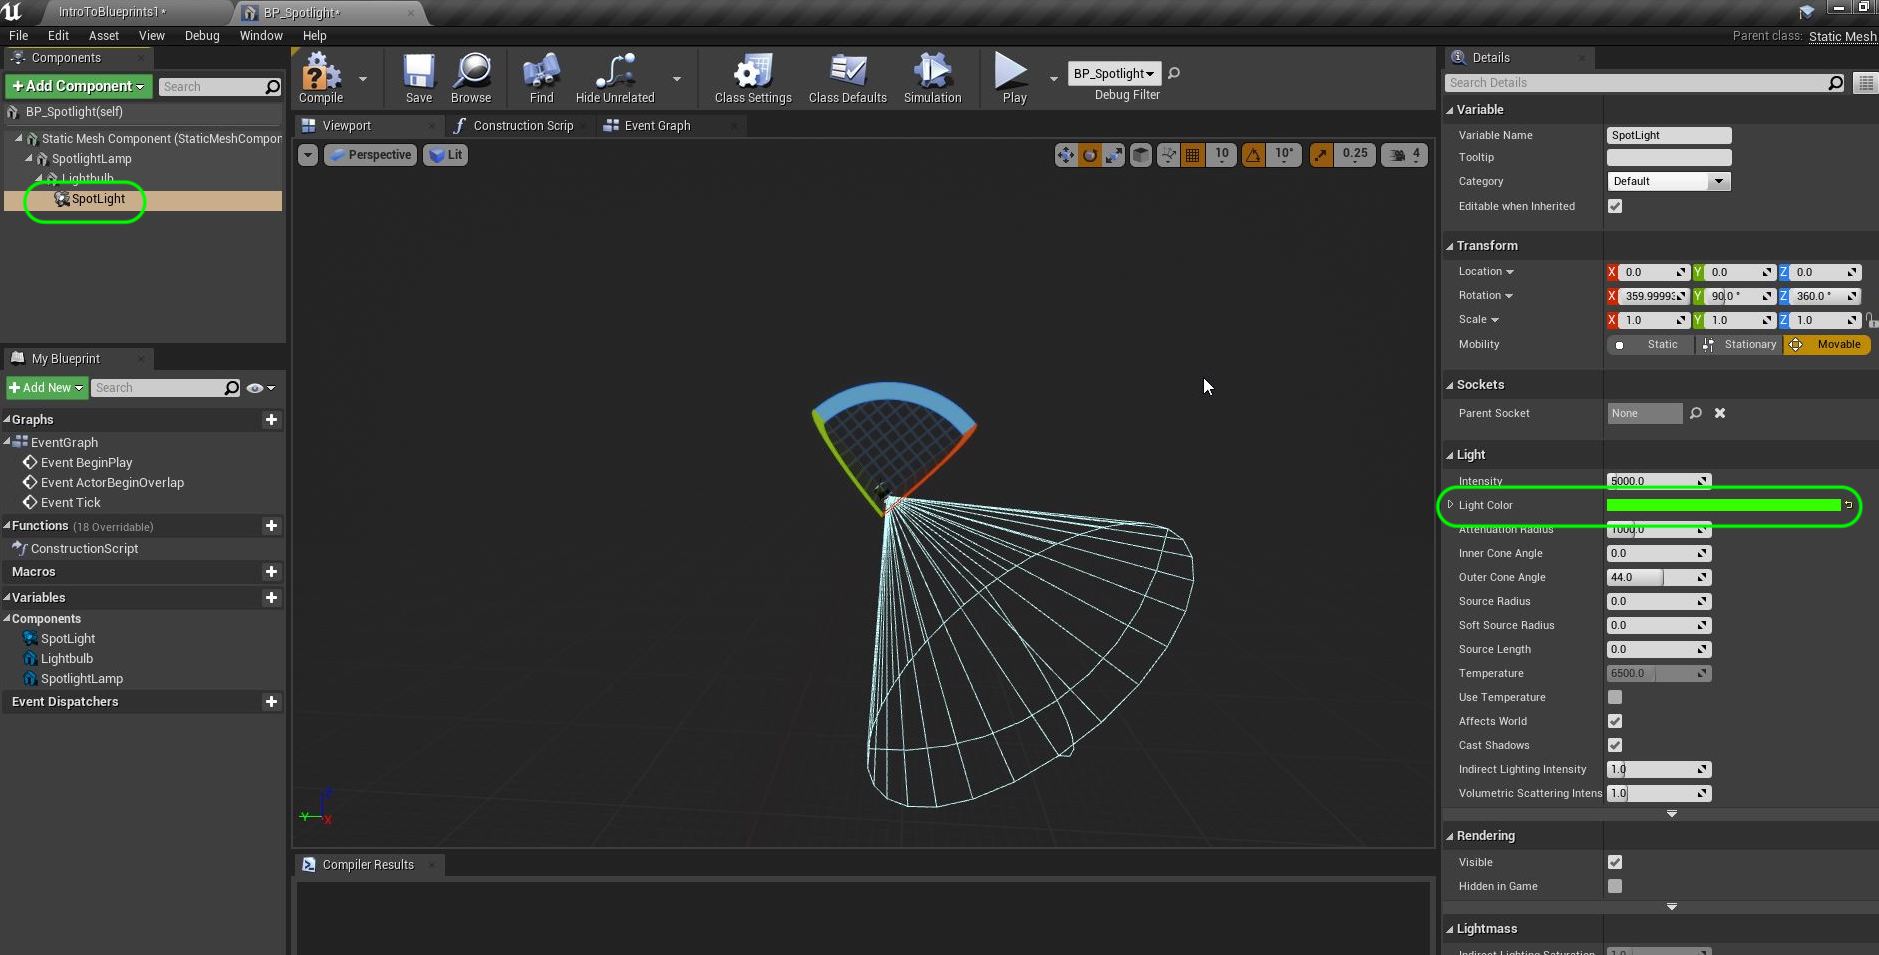 IntroToBlueprints1*
BP_Spotlight*
File Edit Asset View Debug Window Help
Parent class: Static Mesh
Components
+Add Component
Search
BP_Spotlight(self)
Static Mesh Component (StaticMeshCompon
SpotlightLamp
Lightbulb
SpotLight
My Blueprint
+Add New
Search
Graphs
EventGraph
Event BeginPlay
Event ActorBeginOverlap
Event Tick
Functions (18 Overridable)
ConstructionScript
Macros
Variables
Components
SpotLight
Lightbulb
SpotlightLamp
Event Dispatchers
Compile
Save
Browse
Find
Hide Unrelated
Class Settings
Class Defaults
Simulation
Play
BP_Spotlight
Debug Filter
Viewport
Construction Scrip
Event Graph
Perspective
Lit
10
10°
0.25
4
Z
Y
X
Compiler Results
Details
Search Details
Variable
Variable Name SpotLight
Tooltip
Category Default
Editable when Inherited
Transform
Location X 0.0 Y 0.0 Z 0.0
Rotation X 359.99993 Y 90.0 ° Z 360.0 °
Scale X 1.0 Y 1.0 Z 1.0
Mobility Static Stationary Movable
Sockets
Parent Socket None
Light
Intensity 5000.0
Light Color
Attenuation Radius 1000.0
Inner Cone Angle 0.0
Outer Cone Angle 44.0
Source Radius 0.0
Soft Source Radius 0.0
Source Length 0.0
Temperature 6500.0
Use Temperature
Affects World
Cast Shadows
Indirect Lighting Intensity 1.0
Volumetric Scattering Intens 1.0
Rendering
Visible
Hidden in Game
Lightmass
Indirect Lighting Saturation 1.0